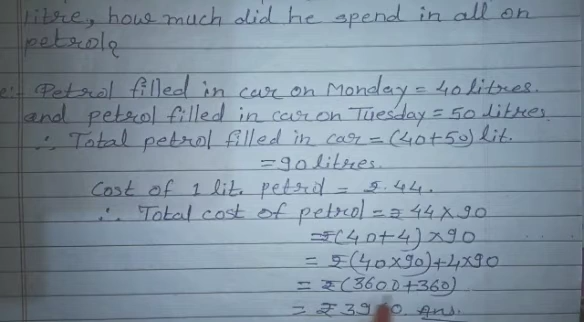 litre, how much did he spend in all on
petrol?
Petrol filled in car on Monday = 40 litres.
and petrol filled in car on Tuesday = 50 litres
∴ Total petrol filled in car = (40+50) lit.
= 90 litres.
Cost of 1 lit. petrol = ₹.44.
∴ Total cost of petrol = ₹ 44 × 90
= ₹(40+4) × 90
= ₹(40×90)+4×90
= ₹(3600+360)
= ₹ Ans.